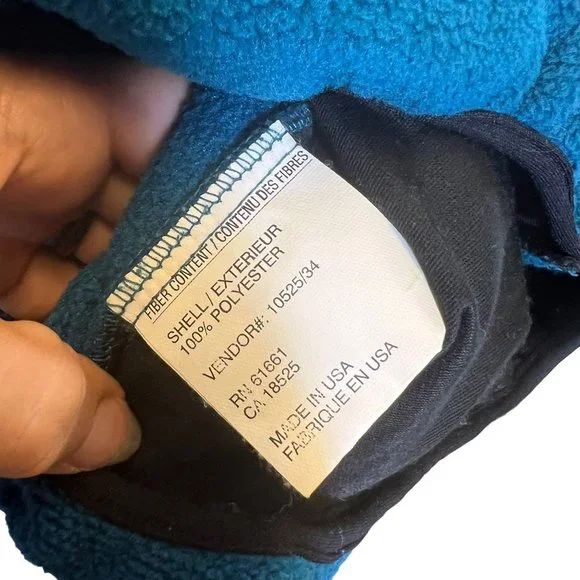 FIBER CONTENT / CONTENU DES FIBRES
SHELL / EXTERIEUR
100% POLYESTER
VENDOR#: 10525/34
RN 61661
CA 18525
MADE IN USA
FABRIQUE EN USA